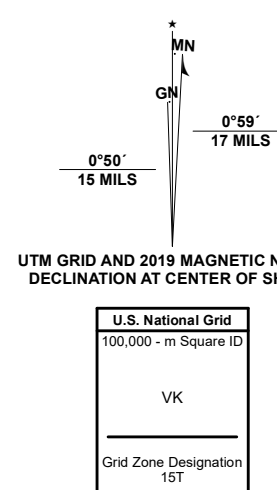 ★
MN
GN
0°59´
17 MILS
0°50´
15 MILS
UTM GRID AND 2019 MAGNETIC N
DECLINATION AT CENTER OF SH
U.S. National Grid
100,000 - m Square ID
VK
Grid Zone Designation
15T